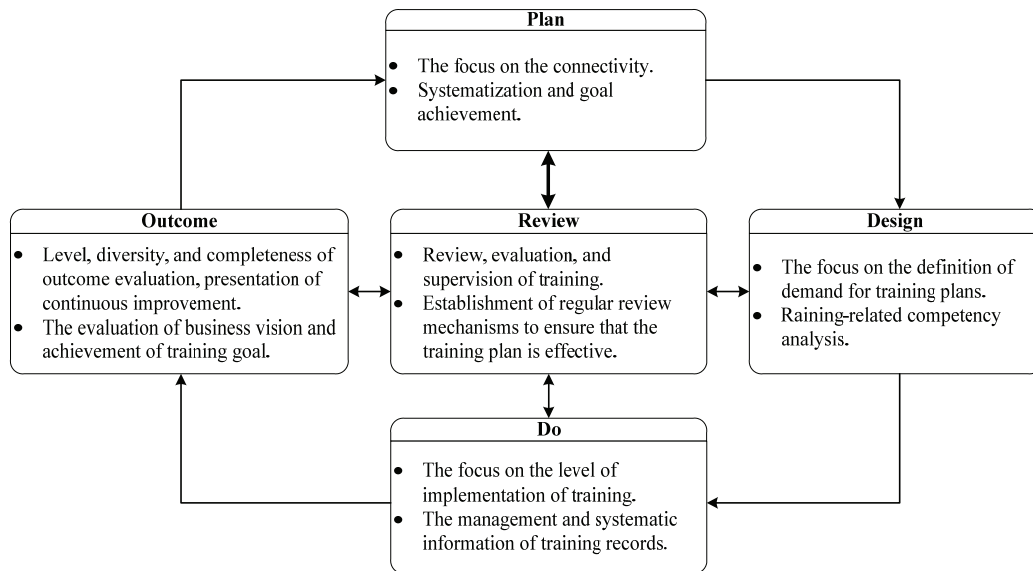 Plan
• The focus on the connectivity.
• Systematization and goal
achievement.
Outcome
• Level, diversity, and completeness of
outcome evaluation, presentation of
continuous improvement.
• The evaluation of business vision and
achievement of training goal.
Review
• Review, evaluation, and
supervision of training.
• Establishment of regular review
mechanisms to ensure that the
training plan is effective.
Design
• The focus on the definition of
demand for training plans.
• Raining-related competency
analysis.
Do
• The focus on the level of
implementation of training.
• The management and systematic
information of training records.